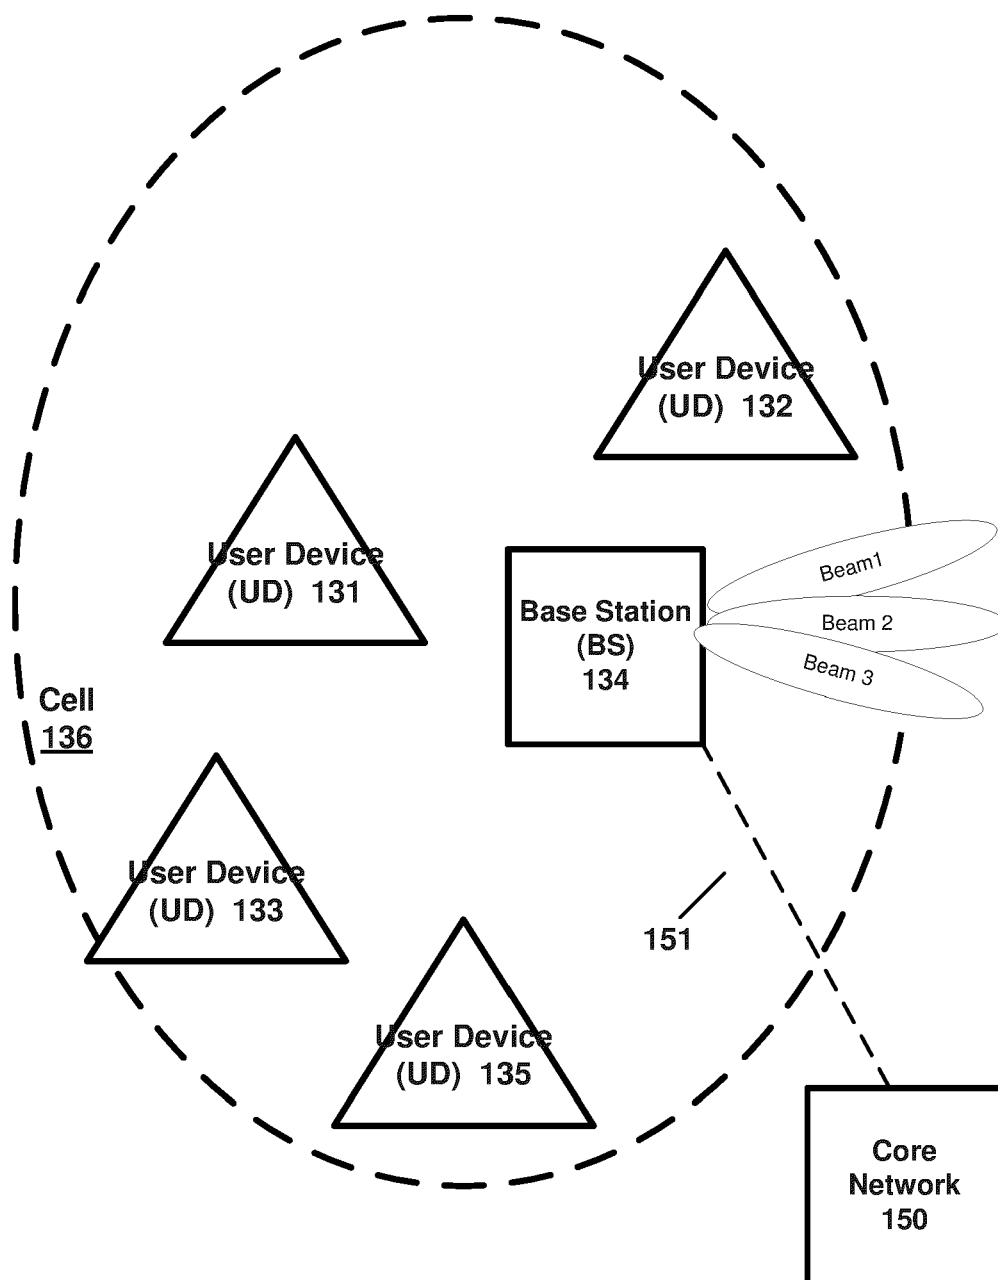 User Device
(UD) 132
User Device
(UD) 131
Beam1
Base Station
(BS)
134
Beam 2
Beam 3
Cell
136
User Device
(UD) 133
151
User Device
(UD) 135
Core
Network
150